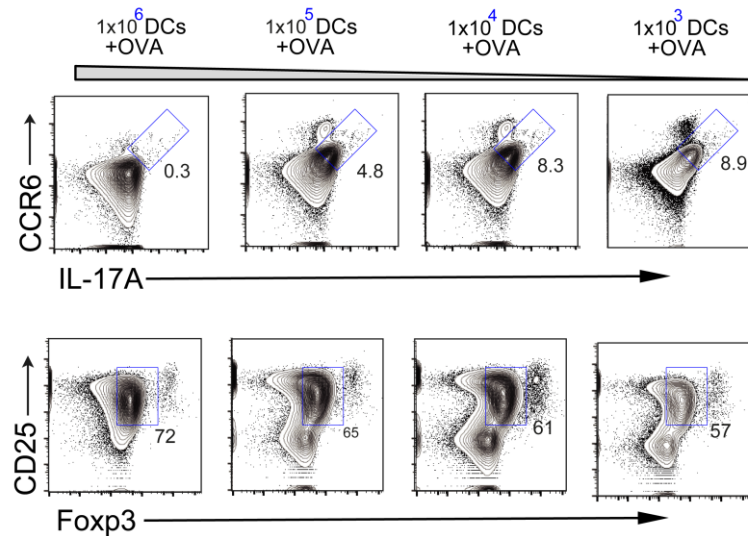 1x10⁶ DCs +OVA
1x10⁵ DCs +OVA
1x10⁴ DCs +OVA
1x10³ DCs +OVA
CCR6
0.3
4.8
8.3
8.9
IL-17A
CD25
72
65
61
57
Foxp3